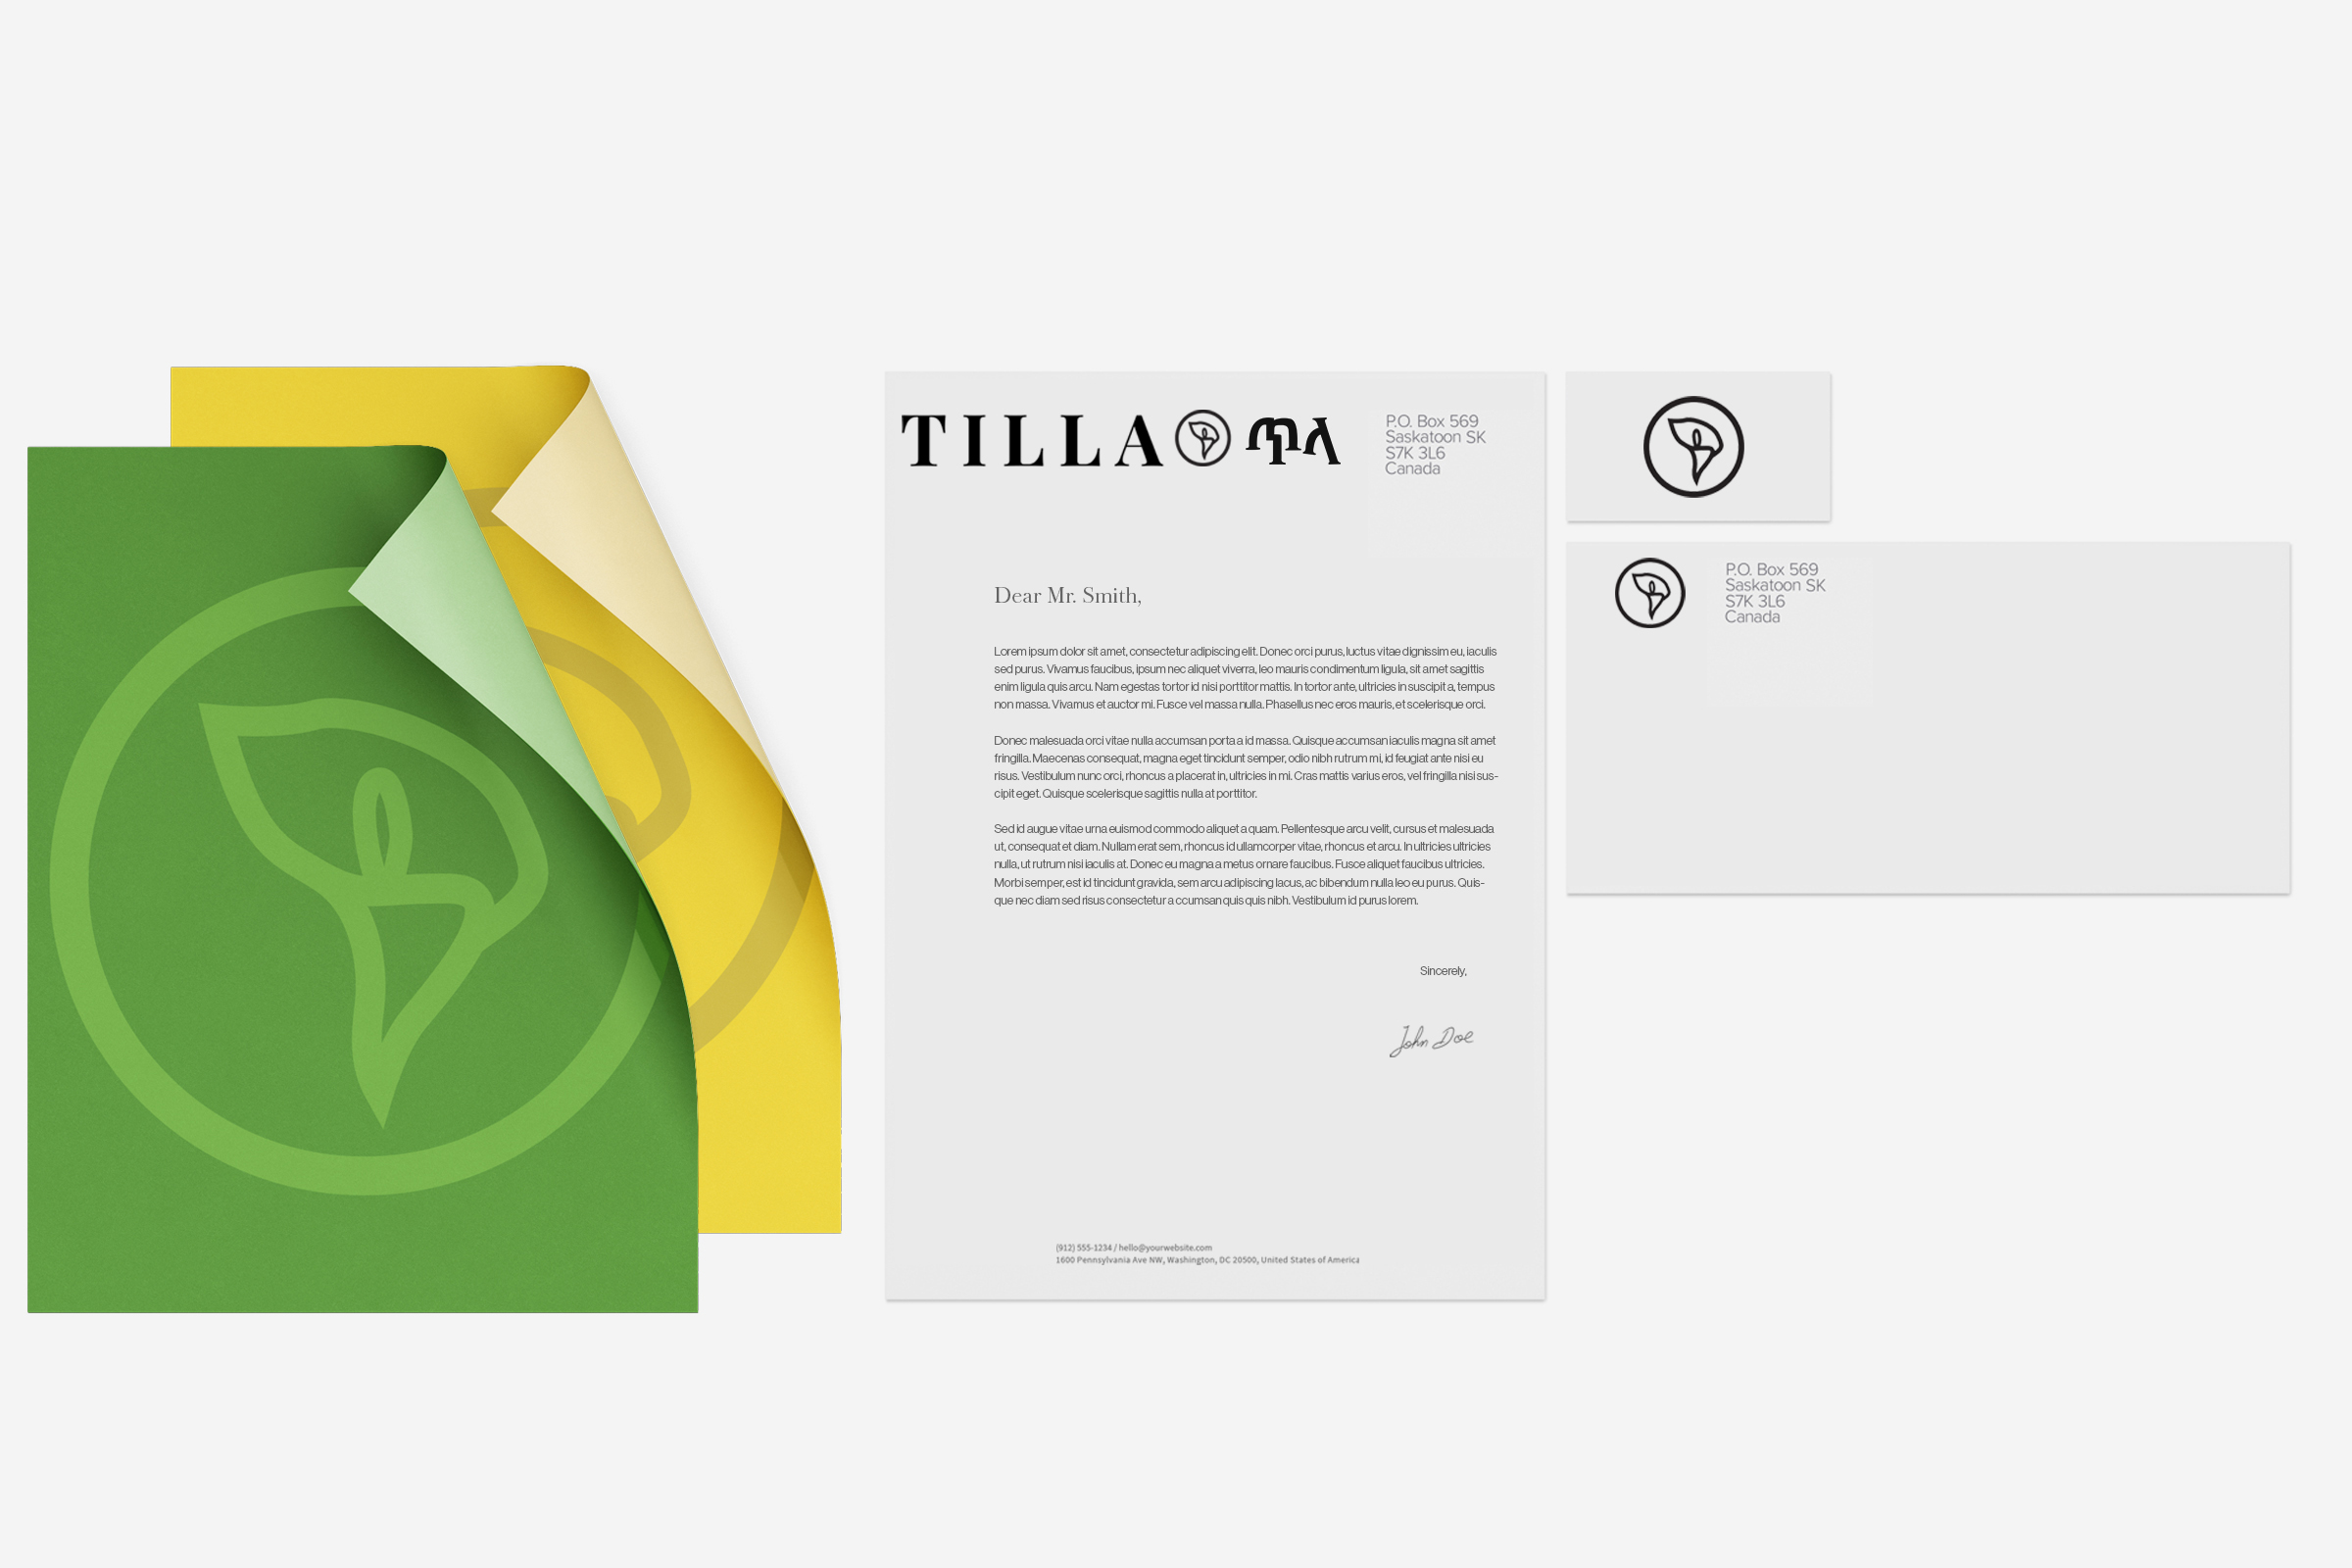 TILLA ጥላ
P.O. Box 569
Saskatoon SK
S7K 3L6
Canada
Dear Mr. Smith,
Lorem ipsum dolor sit amet, consectetur adipiscing elit. Donec orci purus, luctus vitae dignissim eu, iaculis
sed purus. Vivamus faucibus, ipsum nec aliquet viverra, leo mauris condimentum ligula, sit amet sagittis
enim ligula quis arcu. Nam egestas tortor id nisi porttitor mattis. In tortor ante, ultricies in suscipit a, tempus
non massa. Vivamus et auctor mi. Fusce vel massa nulla. Phasellus nec eros mauris, et scelerisque orci.
Donec malesuada orci vitae nulla accumsan porta a id massa. Quisque accumsan iaculis magna sit amet
fringilla. Maecenas consequat, magna eget tincidunt semper, odio nibh rutrum mi, id feugiat ante nisi eu
risus. Vestibulum nunc orci, rhoncus a placerat in, ultricies in mi. Cras mattis varius eros, vel fringilla nisi sus-
cipit eget. Quisque scelerisque sagittis nulla at porttitor.
Sed id augue vitae urna euismod commodo aliquet a quam. Pellentesque arcu velit, cursus et malesuada
ut, consequat et diam. Nullam erat sem, rhoncus id ullamcorper vitae, rhoncus et arcu. In ultricies ultricies
nulla, ut rutrum nisi iaculis at. Donec eu magna a metus ornare faucibus. Fusce aliquet faucibus ultricies.
Morbi semper, est id tincidunt gravida, sem arcu adipiscing lacus, ac bibendum nulla leo eu purus. Quis-
que nec diam sed risus consectetur a ccumsan quis quis nibh. Vestibulum id purus lorem.
Sincerely,
John Doe
(912) 555-1234 / hello@yourwebsite.com
1600 Pennsylvania Ave NW, Washington, DC 20500, United States of America
P.O. Box 569
Saskatoon SK
S7K 3L6
Canada